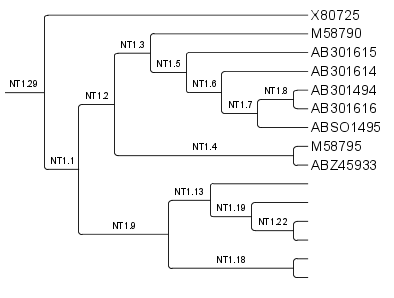 X80725
M58790
NT1.3
AB301615
NT1.5
AB301614
NT1.6
NT1.29
AB301494
NT1.8
NT1.2
AB301616
NT1.7
ABSO1495
M58795
NT1.4
NT1.1
ABZ45933
NT1.13
NT1.19
NT1.22
NT1.9
NT1.18